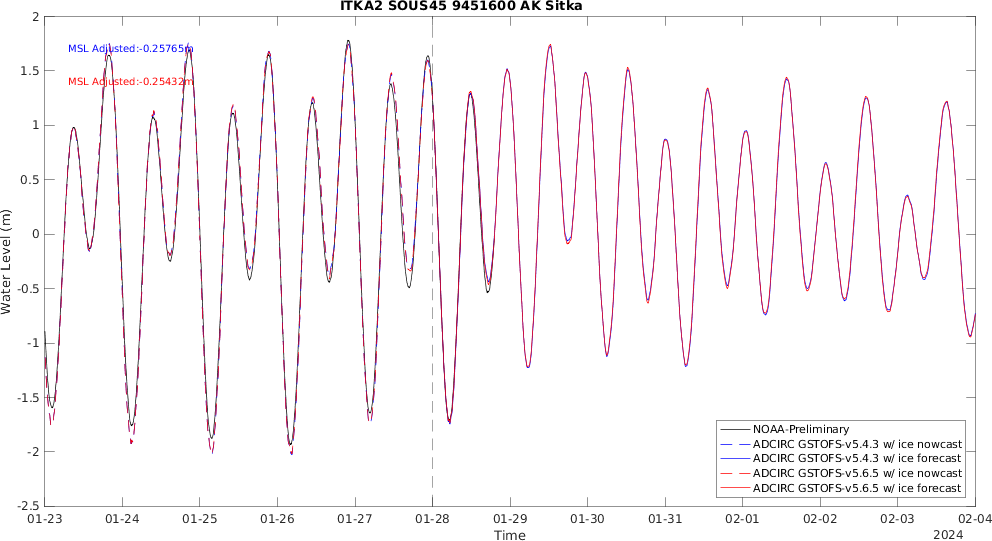 ITKA2 SOUS45 9451600 AK Sitka
MSL Adjusted:-0.25765m
MSL Adjusted:-0.25432m
Water Level (m)
2
1.5
1
0.5
0
-0.5
-1
-1.5
-2
-2.5
NOAA-Preliminary
ADCIRC GSTOFS-v5.4.3 w/ ice nowcast
ADCIRC GSTOFS-v5.4.3 w/ ice forecast
ADCIRC GSTOFS-v5.6.5 w/ ice nowcast
ADCIRC GSTOFS-v5.6.5 w/ ice forecast
01-23 01-24 01-25 01-26 01-27 01-28 01-29 01-30 01-31 02-01 02-02 02-03 02-04
Time
2024